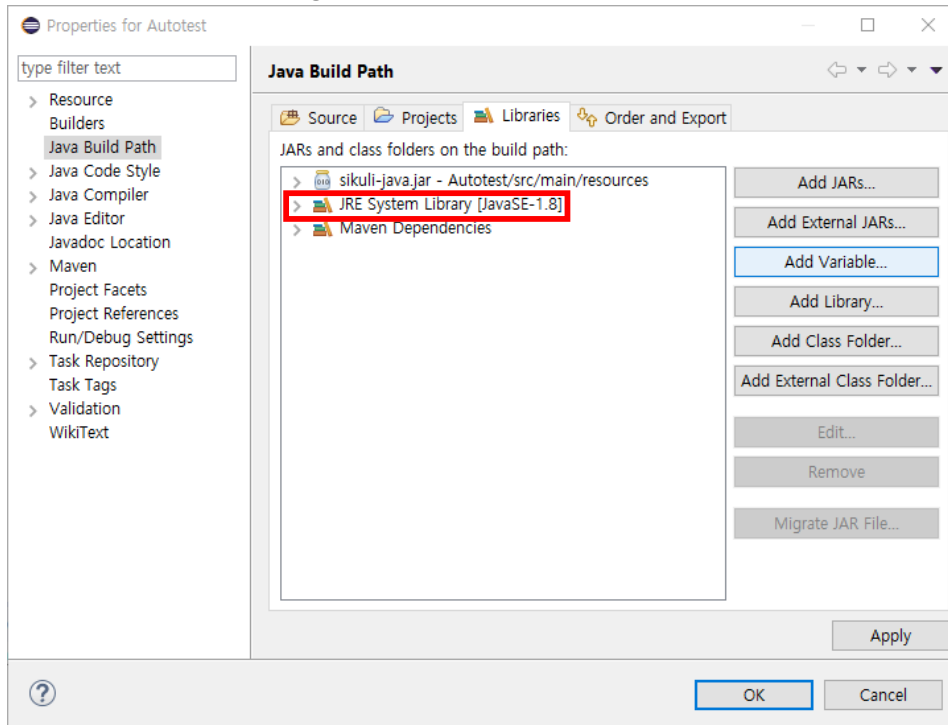 Properties for Autotest
type filter text
Resource
Builders
Java Build Path
Java Code Style
Java Compiler
Java Editor
Javadoc Location
Maven
Project Facets
Project References
Run/Debug Settings
Task Repository
Task Tags
Validation
WikiText
Java Build Path
Source Projects Libraries Order and Export
JARs and class folders on the build path:
sikuli-java.jar - Autotest/src/main/resources
JRE System Library [JavaSE-1.8]
Maven Dependencies
Add JARs...
Add External JARs...
Add Variable...
Add Library...
Add Class Folder...
Add External Class Folder...
Edit...
Remove
Migrate JAR File...
Apply
OK Cancel